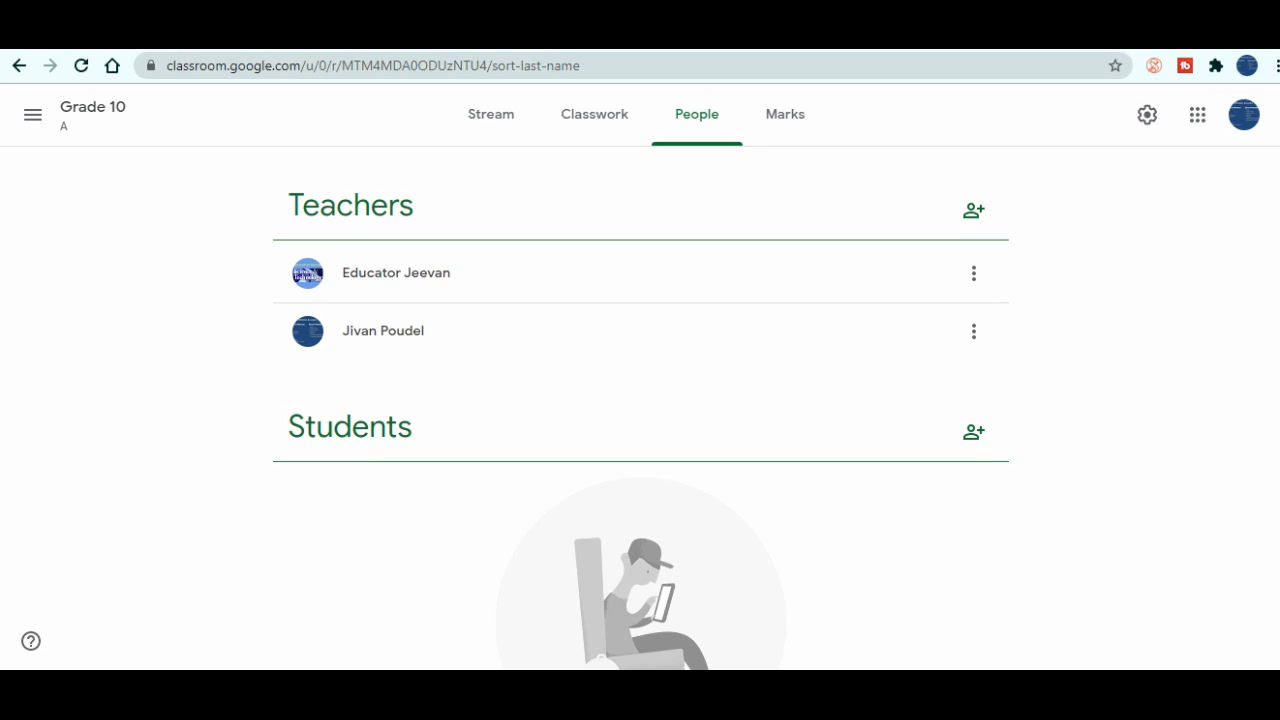 classroom.google.com/u/0/r/MTM4MDA0ODUzNTU4/sort-last-name
Grade 10
A
Stream
Classwork
People
Marks
Teachers
Educator Jeevan
Jivan Poudel
Students